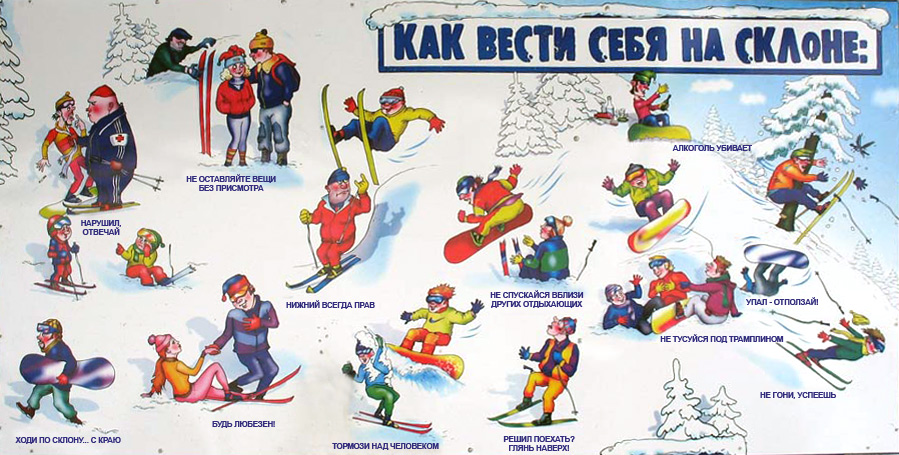 КАК ВЕСТИ СЕБЯ НА СКЛОНЕ:
НЕ ОСТАВЛЯЙТЕ ВЕЩИ
БЕЗ ПРИСМОТРА
АЛКОГОЛЬ УБИВАЕТ
НАРУШИЛ,
ОТВЕЧАЙ
НИЖНИЙ ВСЕГДА ПРАВ
НЕ СПУСКАЙСЯ ВБЛИЗИ
ДРУГИХ ОТДЫХАЮЩИХ
УПАЛ - ОТПОЛЗАЙ!
НЕ ТУСУЙСЯ ПОД ТРАМПЛИНОМ
НЕ ГОНИ, УСПЕЕШЬ
БУДЬ ЛЮБЕЗЕН!
ХОДИ ПО СКЛОНУ... С КРАЮ
ТОРМОЗИ НАД ЧЕЛОВЕКОМ
РЕШИЛ ПОЕХАТЬ?
ГЛЯНЬ НАВЕРХ!